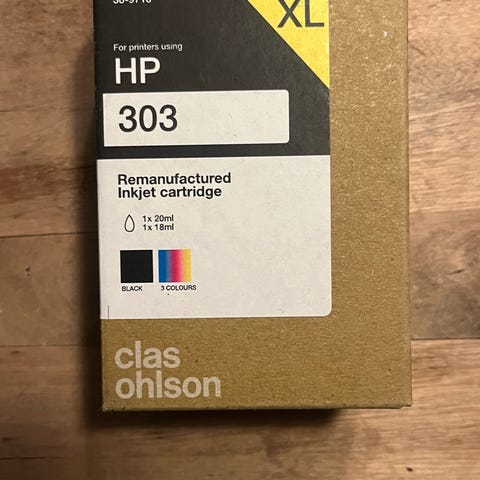 XL
For printers using
HP
303
Remanufactured
Inkjet cartridge
1x 20ml
1x 18ml
BLACK 3 COLOURS
clas
ohlson